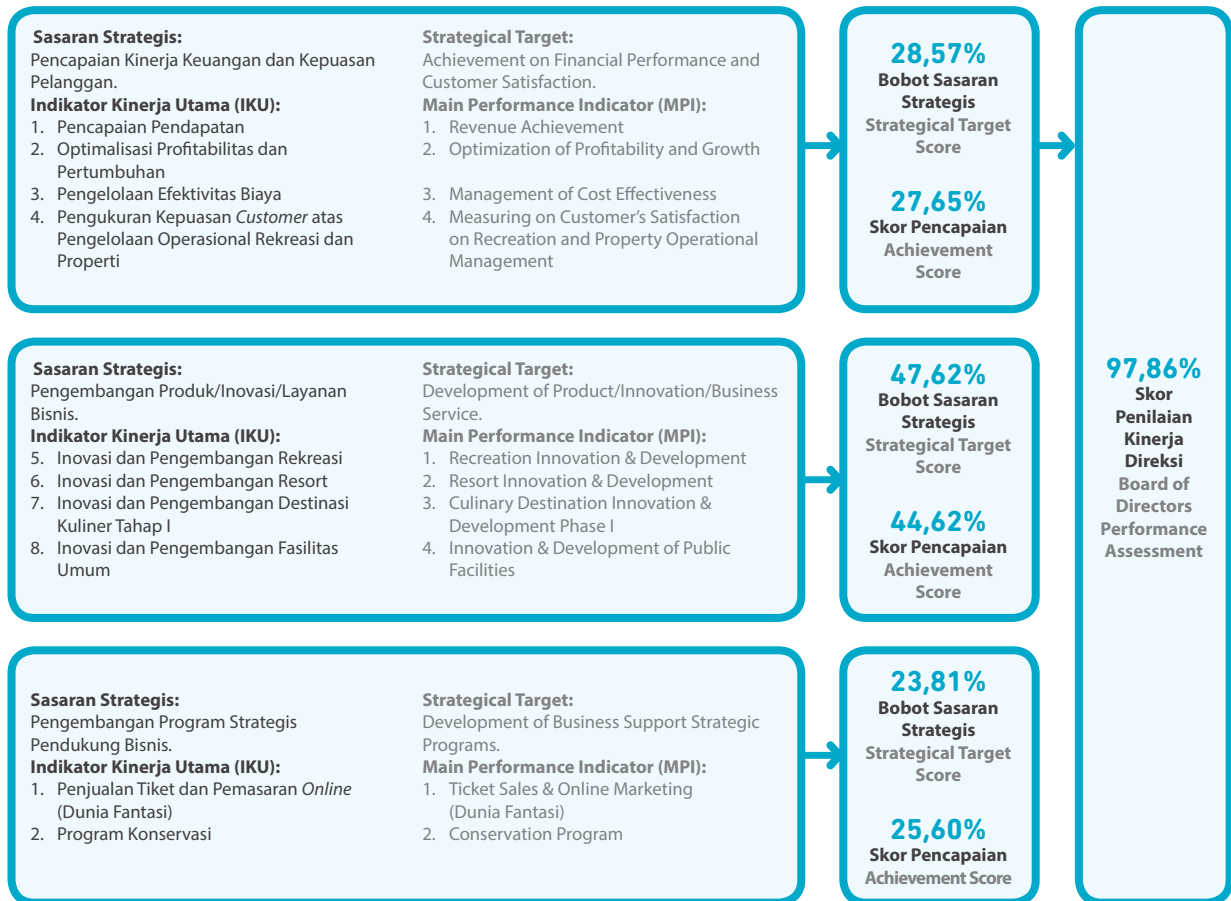 Sasaran Strategis:
Pencapaian Kinerja Keuangan dan Kepuasan
Pelanggan.
Indikator Kinerja Utama (IKU):
1. Pencapaian Pendapatan
2. Optimalisasi Profitabilitas dan
Pertumbuhan
3. Pengelolaan Efektivitas Biaya
4. Pengukuran Kepuasan Customer atas
Pengelolaan Operasional Rekreasi dan
Properti
Strategical Target:
Achievement on Financial Performance and
Customer Satisfaction.
Main Performance Indicator (MPI):
1. Revenue Achievement
2. Optimization of Profitability and Growth
3. Management of Cost Effectiveness
4. Measuring on Customer's Satisfaction
on Recreation and Property Operational
Management
28,57%
Bobot Sasaran
Strategis
Strategical Target
Score
27,65%
Skor Pencapaian
Achievement
Score
Sasaran Strategis:
Pengembangan Produk/Inovasi/Layanan
Bisnis.
Indikator Kinerja Utama (IKU):
5. Inovasi dan Pengembangan Rekreasi
6. Inovasi dan Pengembangan Resort
7. Inovasi dan Pengembangan Destinasi
Kuliner Tahap I
8. Inovasi dan Pengembangan Fasilitas
Umum
Strategical Target:
Development of Product/Innovation/Business
Service.
Main Performance Indicator (MPI):
1. Recreation Innovation & Development
2. Resort Innovation & Development
3. Culinary Destination Innovation &
Development Phase I
4. Innovation & Development of Public
Facilities
47,62%
Bobot Sasaran
Strategis
Strategical Target
Score
44,62%
Skor Pencapaian
Achievement
Score
Sasaran Strategis:
Pengembangan Program Strategis
Pendukung Bisnis.
Indikator Kinerja Utama (IKU):
1. Penjualan Tiket dan Pemasaran Online
(Dunia Fantasi)
2. Program Konservasi
Strategical Target:
Development of Business Support Strategic
Programs.
Main Performance Indicator (MPI):
1. Ticket Sales & Online Marketing
(Dunia Fantasi)
2. Conservation Program
23,81%
Bobot Sasaran
Strategis
Strategical Target
Score
25,60%
Skor Pencapaian
Achievement Score
97,86%
Skor
Penilaian
Kinerja
Direksi
Board of
Directors
Performance
Assessment